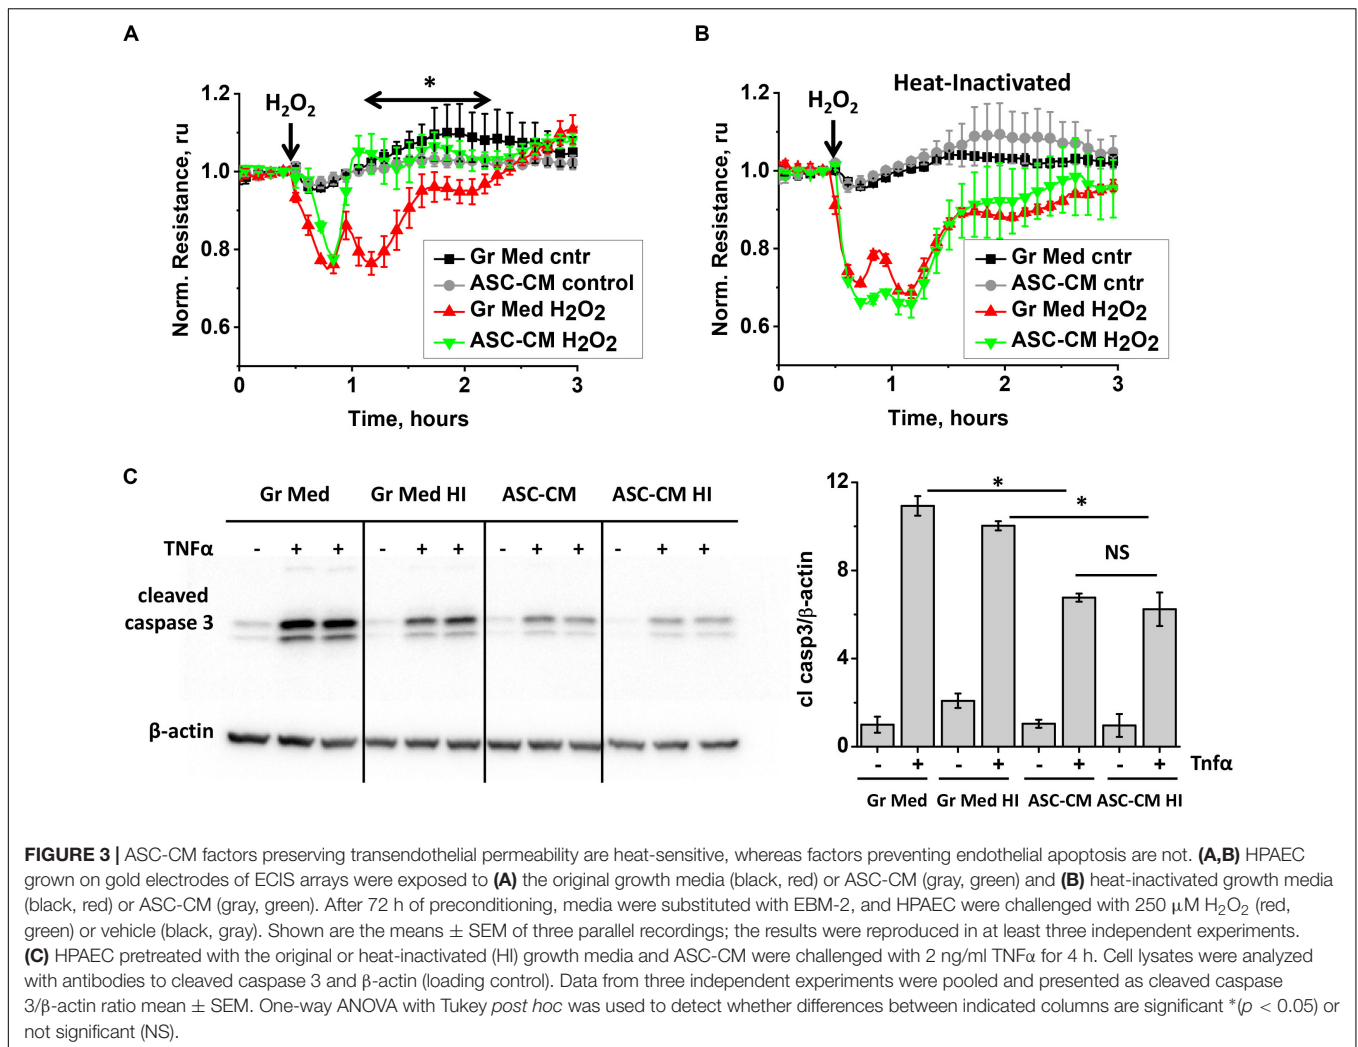 A
B
*
Heat-Inactivated
H₂O₂
H₂O₂
1.2
1.0
0.8
0.6
Norm. Resistance, ru
Gr Med cntr
ASC-CM control
Gr Med H₂O₂
ASC-CM H₂O₂
0 1 2 3
Time, hours
1.2
1.0
0.8
0.6
Norm. Resistance, ru
Gr Med cntr
ASC-CM cntr
Gr Med H₂O₂
ASC-CM H₂O₂
0 1 2 3
Time, hours
C
Gr Med Gr Med HI ASC-CM ASC-CM HI
TNFα - + + - + + - + + - + +
cleaved
caspase 3
β-actin
12
8
4
0
cl casp3/β-actin
*
*
NS
- + - + - + - + Tnfα
Gr Med Gr Med HI ASC-CM ASC-CM HI
FIGURE 3 | ASC-CM factors preserving transendothelial permeability are heat-sensitive, whereas factors preventing endothelial apoptosis are not. (A,B) HPAEC
grown on gold electrodes of ECIS arrays were exposed to (A) the original growth media (black, red) or ASC-CM (gray, green) and (B) heat-inactivated growth media
(black, red) or ASC-CM (gray, green). After 72 h of preconditioning, media were substituted with EBM-2, and HPAEC were challenged with 250 μM H₂O₂ (red,
green) or vehicle (black, gray). Shown are the means ± SEM of three parallel recordings; the results were reproduced in at least three independent experiments.
(C) HPAEC pretreated with the original or heat-inactivated (HI) growth media and ASC-CM were challenged with 2 ng/ml TNFα for 4 h. Cell lysates were analyzed
with antibodies to cleaved caspase 3 and β-actin (loading control). Data from three independent experiments were pooled and presented as cleaved caspase
3/β-actin ratio mean ± SEM. One-way ANOVA with Tukey post hoc was used to detect whether differences between indicated columns are significant *(p < 0.05) or
not significant (NS).